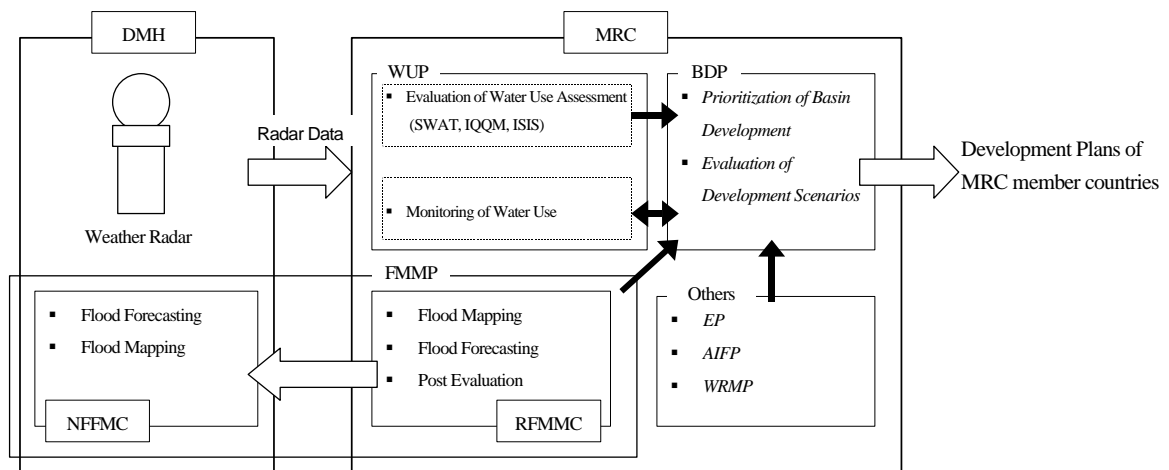 DMH
MRC
WUP
BDP
▪ Evaluation of Water Use Assessment
(SWAT, IQQM, ISIS)
▪ Monitoring of Water Use
▪ Prioritization of Basin
Development
▪ Evaluation of
Development Scenarios
Radar Data
Weather Radar
Development Plans of
MRC member countries
FMMP
▪ Flood Forecasting
▪ Flood Mapping
NFFMC
▪ Flood Mapping
▪ Flood Forecasting
▪ Post Evaluation
RFMMC
Others
▪ EP
▪ AIFP
▪ WRMP